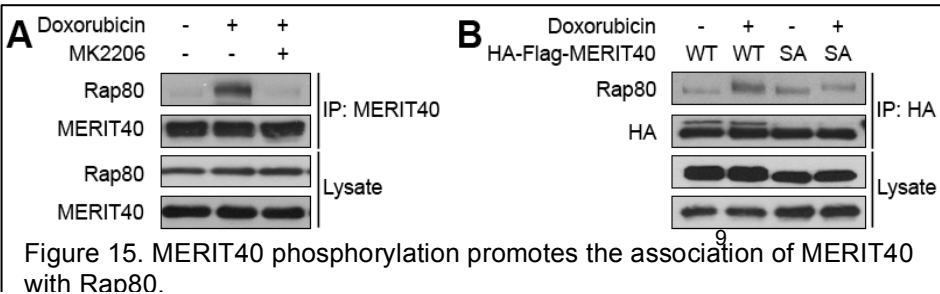 A Doxorubicin - + +
MK2206 - - +
Rap80
MERIT40
IP: MERIT40
Rap80
MERIT40
Lysate
B Doxorubicin - + - +
HA-Flag-MERIT40 WT WT SA SA
Rap80
HA
IP: HA
Lysate
9
Figure 15. MERIT40 phosphorylation promotes the association of MERIT40
with Rap80.